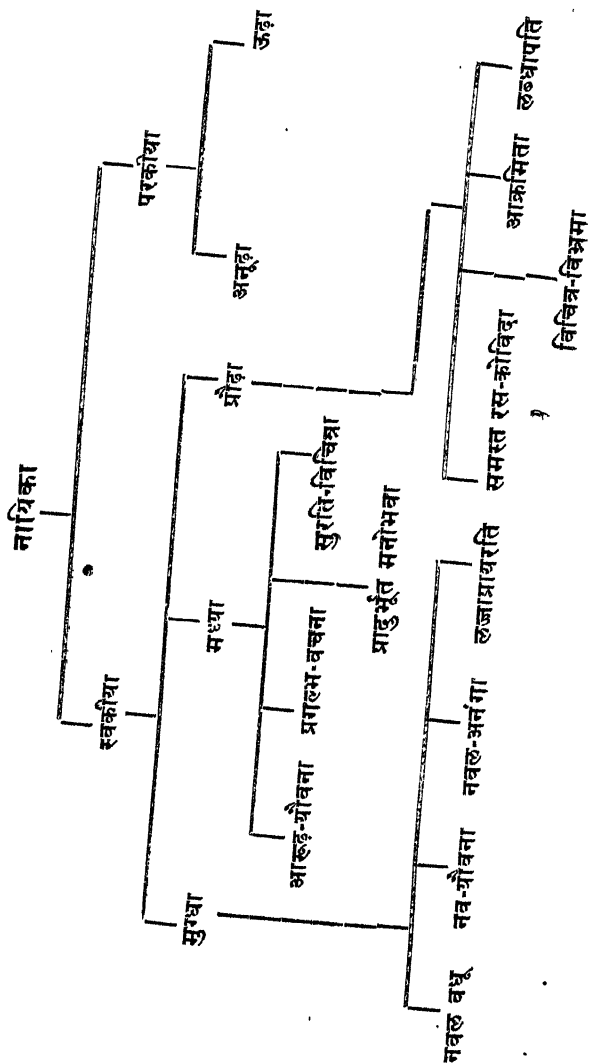 नायिका
स्वकीया
परकीया
मुग्धा
मध्या
प्रौढ़ा
अनूढ़ा
ऊढ़ा
आरूढ़-यौवना
प्रगल्भ-वचना
प्रादुर्भूत मनोभवा
सुरति-विचित्रा
नवल वधू
नव-यौवना
नवल-अनंगा
लज्जाप्रायरति
समस्त रस-कोविदा
विचित्र-विभ्रमा
आक्रमिता
लब्धापति